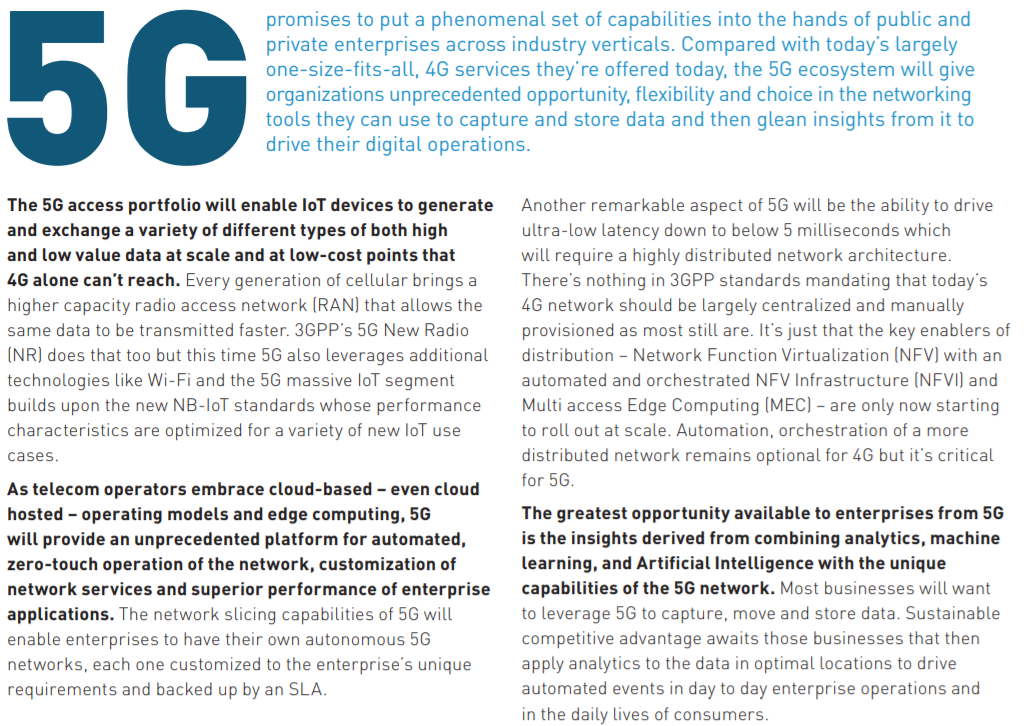 5G
promises to put a phenomenal set of capabilities into the hands of public and
private enterprises across industry verticals. Compared with today's largely
one-size-fits-all, 4G services they're offered today, the 5G ecosystem will give
organizations unprecedented opportunity, flexibility and choice in the networking
tools they can use to capture and store data and then glean insights from it to
drive their digital operations.
The 5G access portfolio will enable IoT devices to generate
and exchange a variety of different types of both high
and low value data at scale and at low-cost points that
4G alone can't reach. Every generation of cellular brings a
higher capacity radio access network (RAN) that allows the
same data to be transmitted faster. 3GPP's 5G New Radio
(NR) does that too but this time 5G also leverages additional
technologies like Wi-Fi and the 5G massive IoT segment
builds upon the new NB-IoT standards whose performance
characteristics are optimized for a variety of new IoT use
cases.
As telecom operators embrace cloud-based – even cloud
hosted – operating models and edge computing, 5G
will provide an unprecedented platform for automated,
zero-touch operation of the network, customization of
network services and superior performance of enterprise
applications. The network slicing capabilities of 5G will
enable enterprises to have their own autonomous 5G
networks, each one customized to the enterprise's unique
requirements and backed up by an SLA.
Another remarkable aspect of 5G will be the ability to drive
ultra-low latency down to below 5 milliseconds which
will require a highly distributed network architecture.
There's nothing in 3GPP standards mandating that today's
4G network should be largely centralized and manually
provisioned as most still are. It's just that the key enablers of
distribution – Network Function Virtualization (NFV) with an
automated and orchestrated NFV Infrastructure (NFVI) and
Multi access Edge Computing (MEC) – are only now starting
to roll out at scale. Automation, orchestration of a more
distributed network remains optional for 4G but it's critical
for 5G.
The greatest opportunity available to enterprises from 5G
is the insights derived from combining analytics, machine
learning, and Artificial Intelligence with the unique
capabilities of the 5G network. Most businesses will want
to leverage 5G to capture, move and store data. Sustainable
competitive advantage awaits those businesses that then
apply analytics to the data in optimal locations to drive
automated events in day to day enterprise operations and
in the daily lives of consumers.